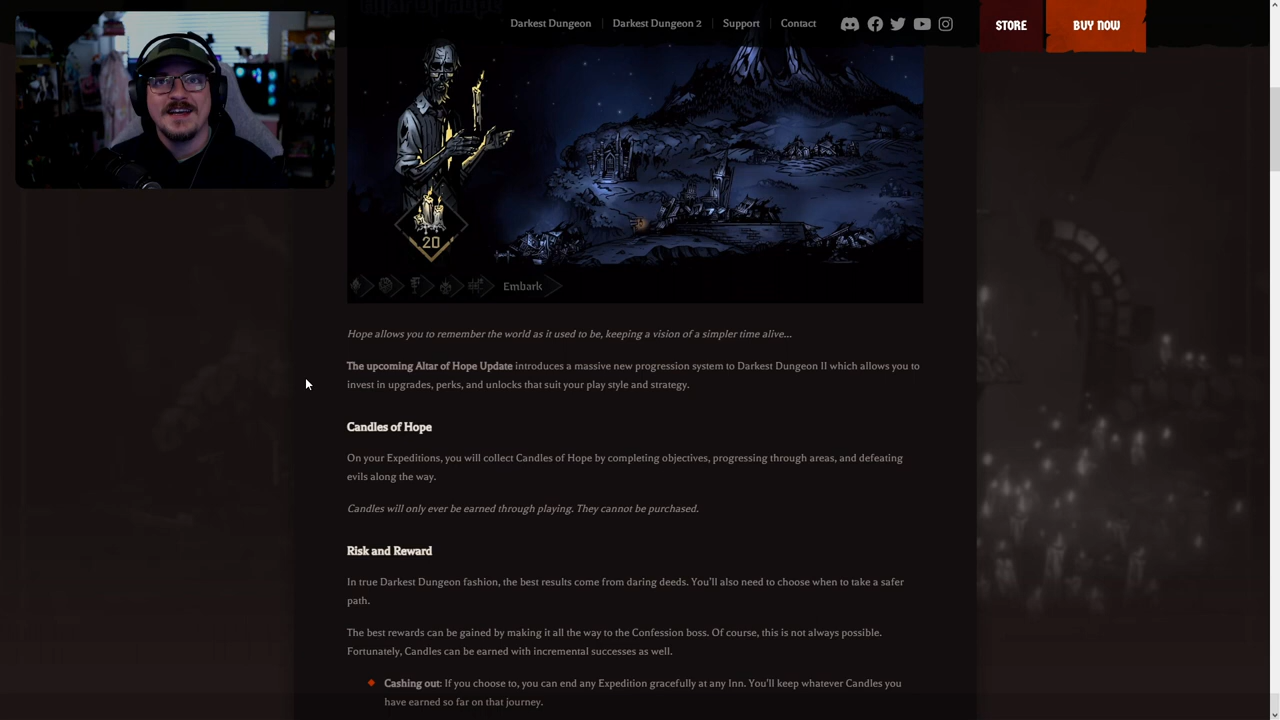 Darkest Dungeon
Darkest Dungeon 2
Support
Contact
STORE
BUY NOW
20
Embark
Hope allows you to remember the world as it used to be, keeping a vision of a simpler time alive...
The upcoming Altar of Hope Update introduces a massive new progression system to Darkest Dungeon II which allows you to
invest in upgrades, perks, and unlocks that suit your play style and strategy.
Candles of Hope
On your Expeditions, you will collect Candles of Hope by completing objectives, progressing through areas, and defeating
evils along the way.
Candles will only ever be earned through playing. They cannot be purchased.
Risk and Reward
In true Darkest Dungeon fashion, the best results come from daring deeds. You'll also need to choose when to take a safer
path.
The best rewards can be gained by making it all the way to the Confession boss. Of course, this is not always possible.
Fortunately, Candles can be earned with incremental successes as well.
Cashing out: If you choose to, you can end any Expedition gracefully at any Inn. You'll keep whatever Candles you
have earned so far on that journey.